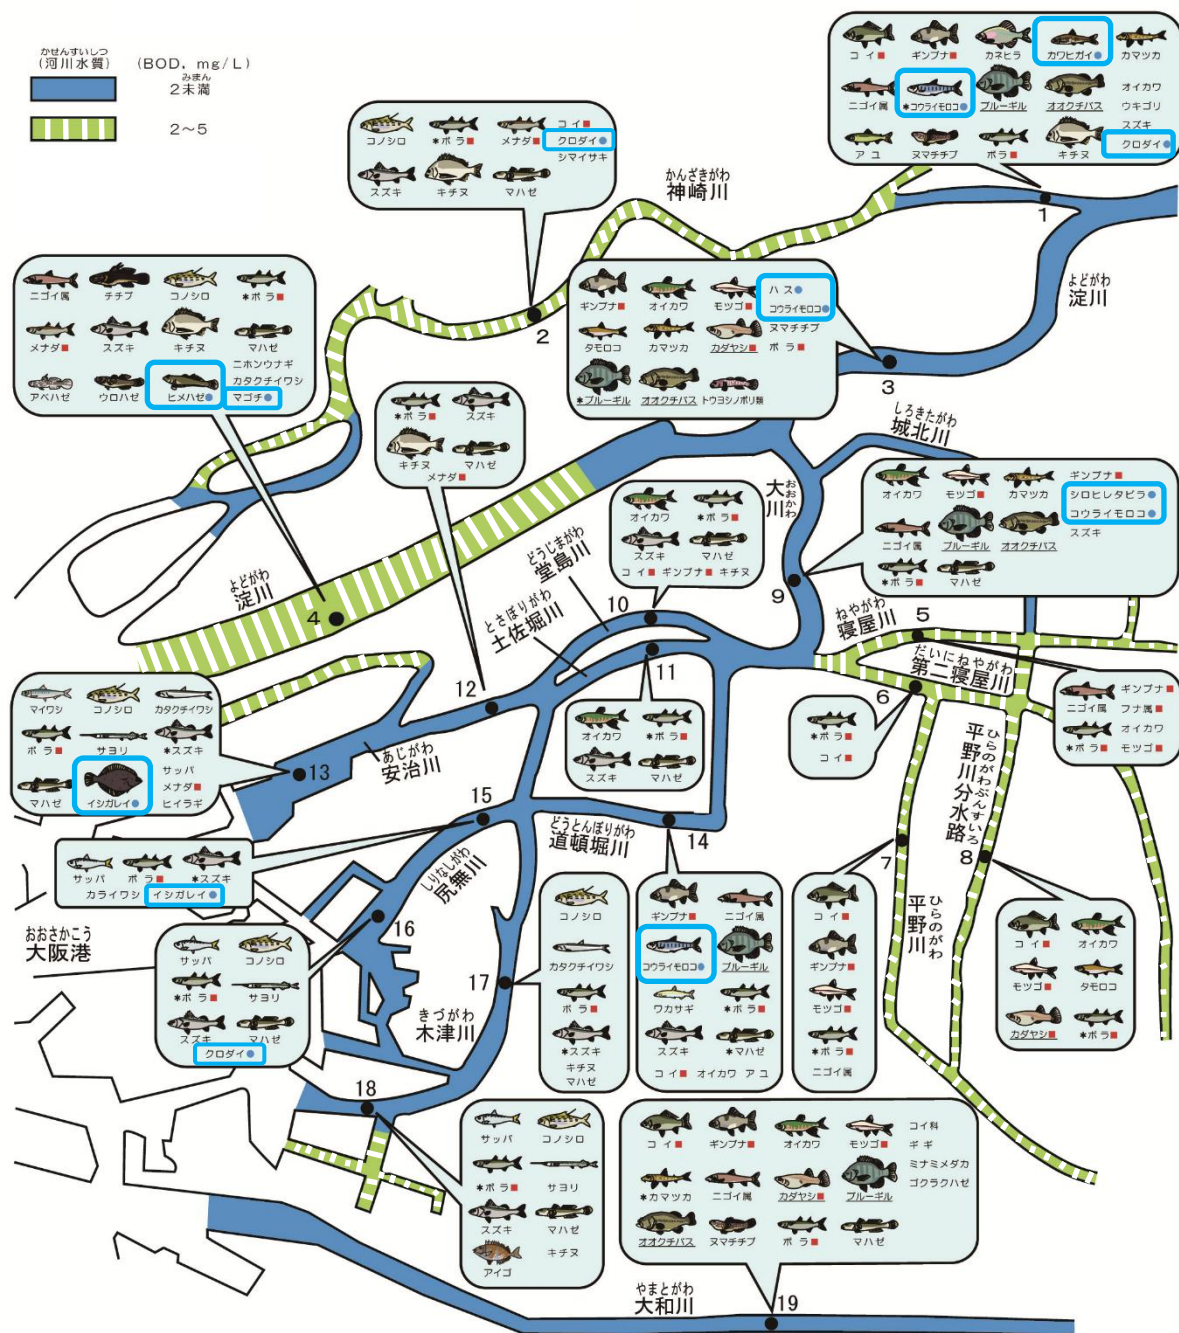 かせんすいしつ
(河川水質) (BOD, mg/L)
みまん
2未満
2～5
コイ■ ギンブナ■ カネヒラ カワヒガイ● カマツカ
ニゴイ属 *コウライモロコ● ブルーギル オオクチバス オイカワ
ウキゴリ
スズキ
アユ ヌマチチブ ボラ■ キチヌ クロダイ●
1
コノシロ *ボラ■ メナダ■ コイ■
クロダイ●
シマイサキ
スズキ キチヌ マハゼ
2
かんざきがわ
神崎川
よどがわ
淀川
ギンブナ■ オイカワ モツゴ■ ハス●
コウライモロコ●
ヌマチチブ
タモロコ カマツカ カダヤシ■ ボラ■
*ブルーギル オオクチバス トウヨシノボリ類
3
ニゴイ属 チチブ コノシロ *ボラ■
メナダ■ スズキ キチヌ マハゼ
ニホンウナギ
カタクチイワシ
アベハゼ ウロハゼ ヒメハゼ● マゴチ●
4
よどがわ
淀川
*ボラ■ スズキ
キチヌ マハゼ
メナダ■
12
しろきたがわ
城北川
おおかわ
大川
オイカワ モツゴ■ カマツカ ギンブナ■
シロヒレタビラ●
コウライモロコ●
スズキ
ニゴイ属 ブルーギル オオクチバス
*ボラ■ マハゼ
9
オイカワ *ボラ■
スズキ マハゼ
コイ■ ギンブナ■ キチヌ
10
どうじまがわ
堂島川
とさぼりがわ
土佐堀川
11
オイカワ *ボラ■
スズキ マハゼ
ねやがわ
寝屋川
5
だいにねやがわ
第二寝屋川
6
*ボラ■
コイ■
ニゴイ属 ギンブナ■
フナ属■
オイカワ
*ボラ■ モツゴ■
マイワシ コノシロ カタクチイワシ
ボラ■ サヨリ *スズキ
マハゼ イシガレイ● サッパ
メナダ■
ヒイラギ
13
あじがわ
安治川
15
サッパ ボラ■ *スズキ
カライワシ イシガレイ●
おおさかこう
大阪港
しりなしがわ
尻無川
どうとんぼりがわ
道頓堀川
14
ひらのがわぶんすいろ
平野川分水路
7
8
ひらのがわ
平野川
サッパ コノシロ
*ボラ■ サヨリ
スズキ マハゼ
クロダイ●
16
きづがわ
木津川
17
コノシロ
カタクチイワシ
ボラ■
*スズキ
キチヌ
マハゼ
ギンブナ■ ニゴイ属
コウライモロコ● ブルーギル
ワカサギ *ボラ■
スズキ *マハゼ
コイ■ オイカワ アユ
コイ■
ギンブナ■
モツゴ■
*ボラ■
ニゴイ属
コイ■ オイカワ
モツゴ■ タモロコ
カダヤシ■ *ボラ■
18
サッパ コノシロ
*ボラ■ サヨリ
スズキ マハゼ
アイゴ キチヌ
コイ■ ギンブナ■ オイカワ モツゴ■ コイ科
ギギ
ミナミメダカ
ゴクラクハゼ
*カマツカ ニゴイ属 カダヤシ■ ブルーギル
オオクチバス ヌマチチブ ボラ■ マハゼ
やまとがわ
大和川
19